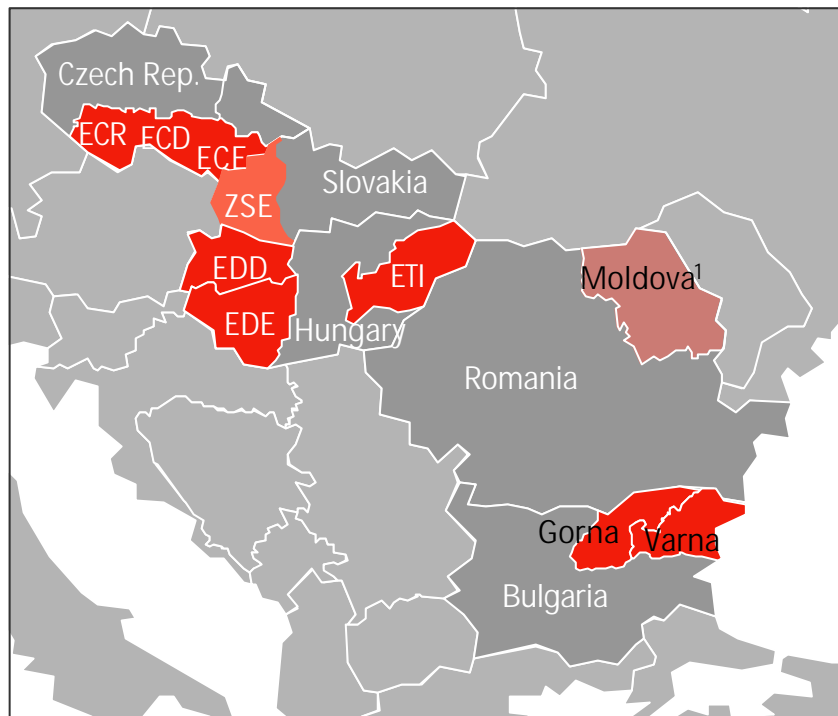 Czech Rep.
ECR
ECD
ECE
Slovakia
ZSE
EDD
ETI
Moldova¹
EDE
Hungary
Romania
Gorna
Varna
Bulgaria